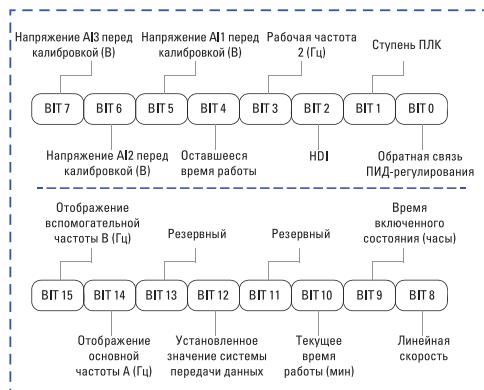 Напряжение AI3 перед
калибровкой (В)
Напряжение AI1 перед
калибровкой (В)
Рабочая частота
2 (Гц)
Ступень ПЛК
BIT 7
BIT 6
BIT 5
BIT 4
BIT 3
BIT 2
BIT 1
BIT 0
Напряжение AI2 перед
калибровкой (В)
Оставшееся
время работы
HDI
Обратная связь
ПИД-регулирования
Отображение
вспомогательной
частоты B (Гц)
Резервный
Резервный
Время
включенного
состояния (часы)
BIT 15
BIT 14
BIT 13
BIT 12
BIT 11
BIT 10
BIT 9
BIT 8
Отображение
основной
частоты A (Гц)
Установленное
значение системы
передачи данных
Текущее
время
работы (мин)
Линейная
скорость